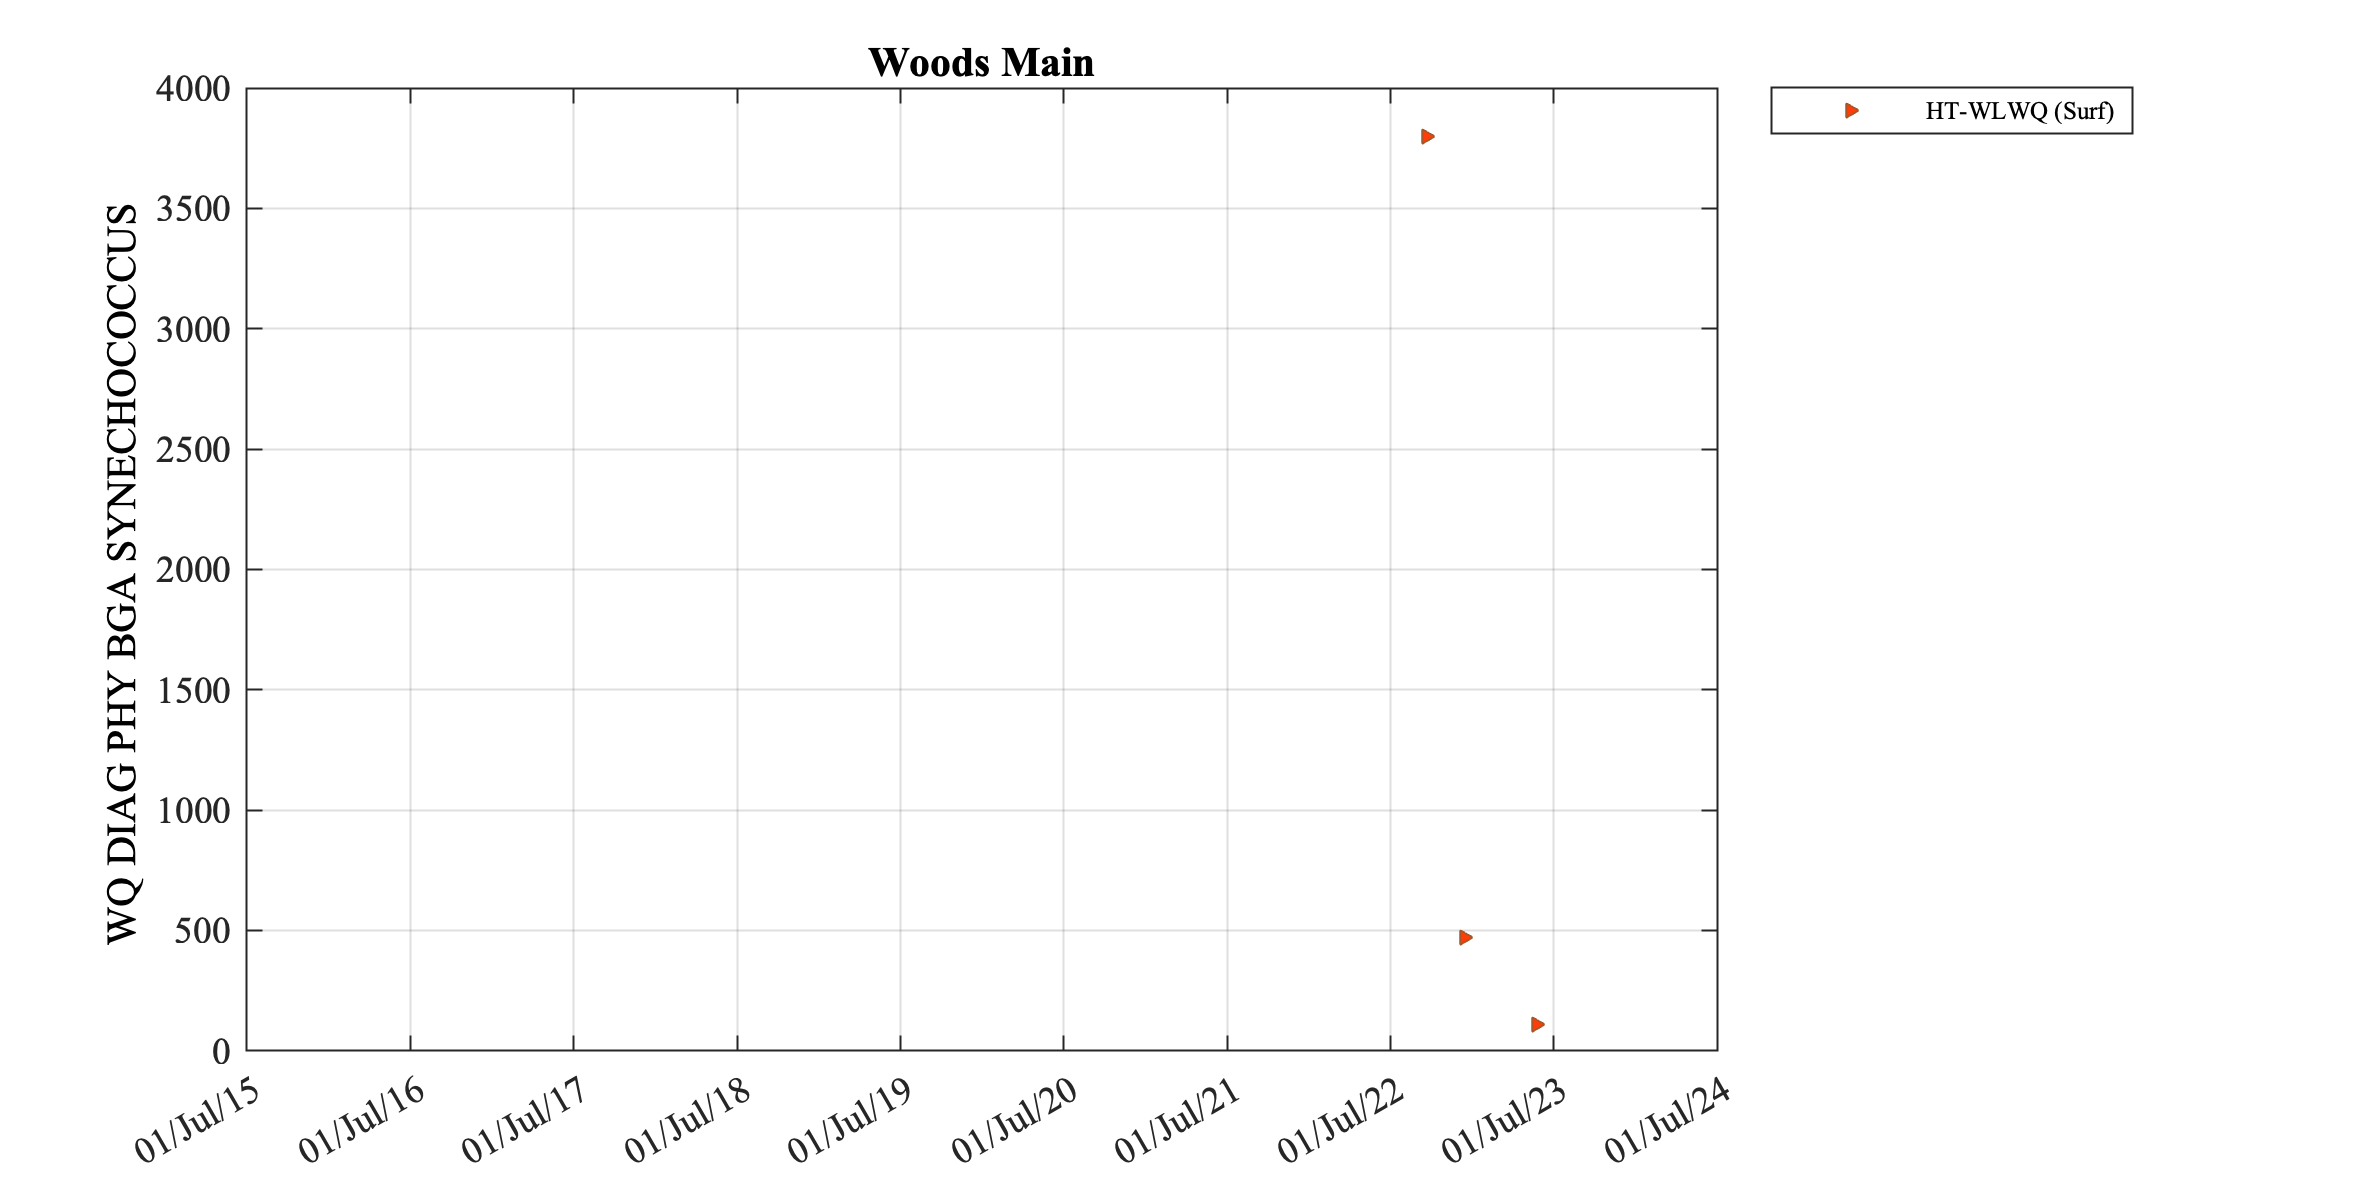 Woods Main
HT-WLWQ (Surf)
WQ DIAG PHY BGA SYNECHOCOCCUS
4000
3500
3000
2500
2000
1500
1000
500
0
01/Jul/15
01/Jul/16
01/Jul/17
01/Jul/18
01/Jul/19
01/Jul/20
01/Jul/21
01/Jul/22
01/Jul/23
01/Jul/24